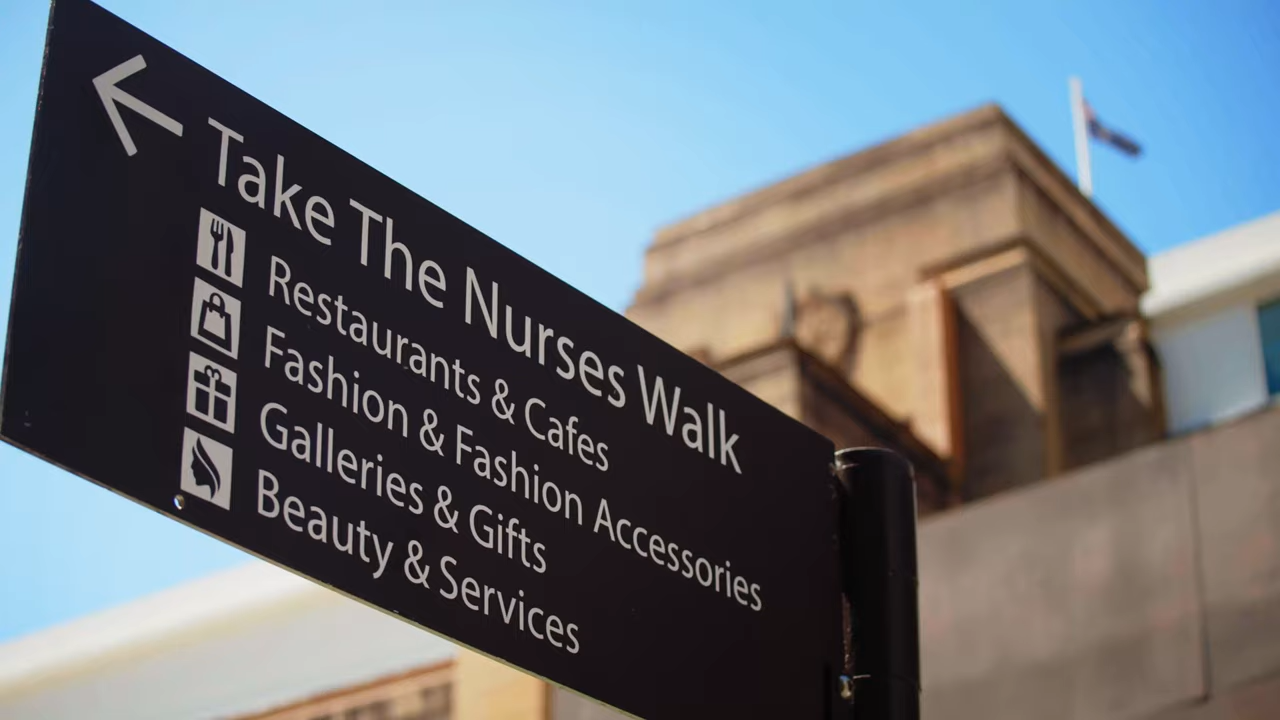 Take The Nurses Walk
Restaurants & Cafes
Fashion & Fashion Accessories
Galleries & Gifts
Beauty & Services